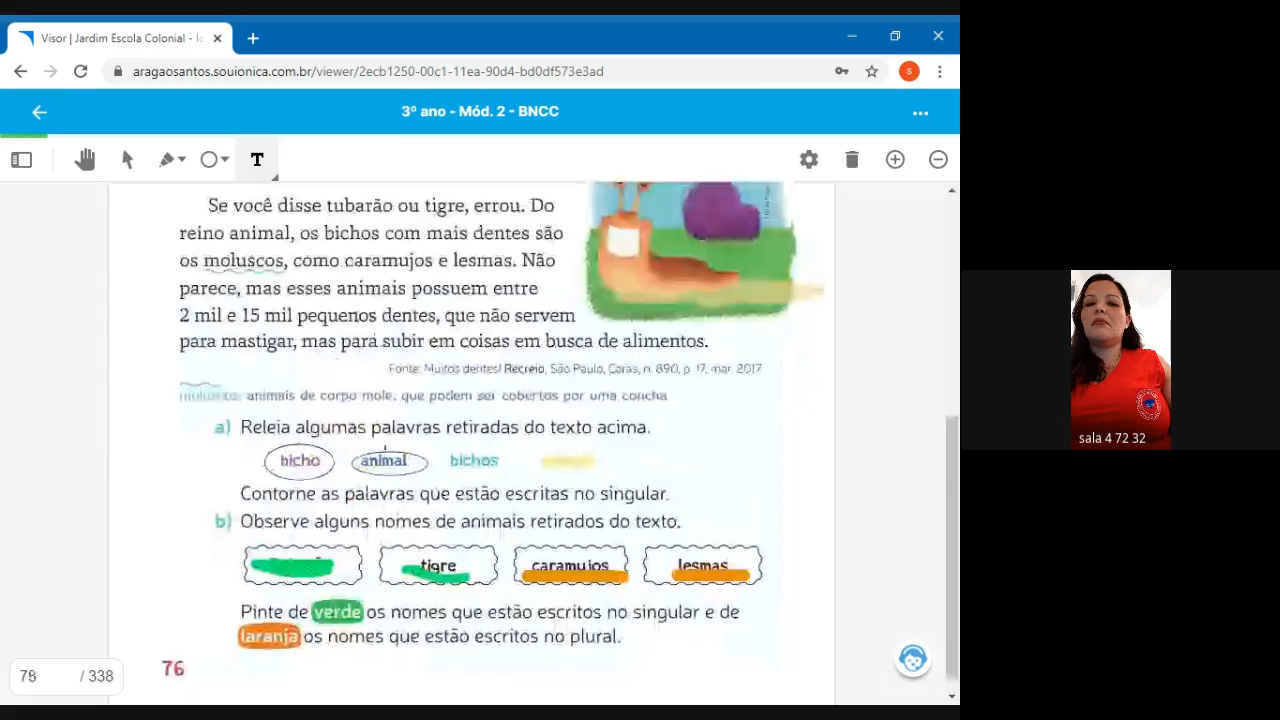 Visor | Jardim Escola Colonial - Io
aragaosantos.souionica.com.br/viewer/2ecb1250-00c1-11ea-90d4-bd0df573e3ad
S
3º ano - Mód. 2 - BNCC
T
Se você disse tubarão ou tigre, errou. Do
reino animal, os bichos com mais dentes são
os moluscos, como caramujos e lesmas. Não
parece, mas esses animais possuem entre
2 mil e 15 mil pequenos dentes, que não servem
para mastigar, mas para subir em coisas em busca de alimentos.
Fonte: Muitos dentes! Recreio, São Paulo, Caras, n. 890, p. 17, mar. 2017.
animais de corpo mole, que podem ser cobertos por uma concha
a) Releia algumas palavras retiradas do texto acima.
bicho animal bichos
Contorne as palavras que estão escritas no singular.
b) Observe alguns nomes de animais retirados do texto.
tigre caramujos lesmas
Pinte de verde os nomes que estão escritos no singular e de
laranja os nomes que estão escritos no plural.
76
78 / 338
sala 4 72 32